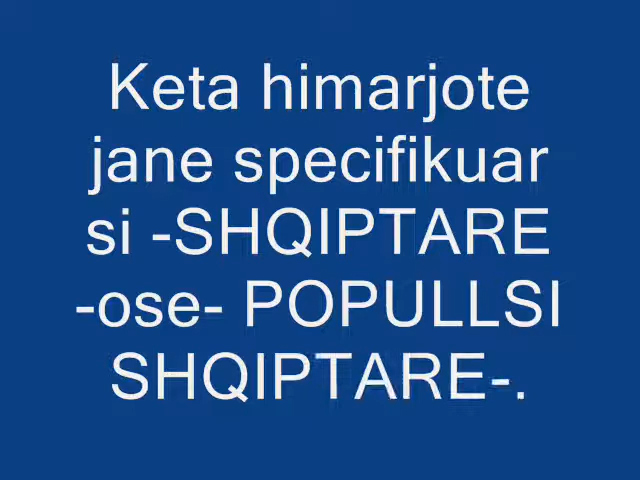 Keta himarjote
jane specifikuar
si -SHQIPTARE
-ose- POPULLSI
SHQIPTARE-.